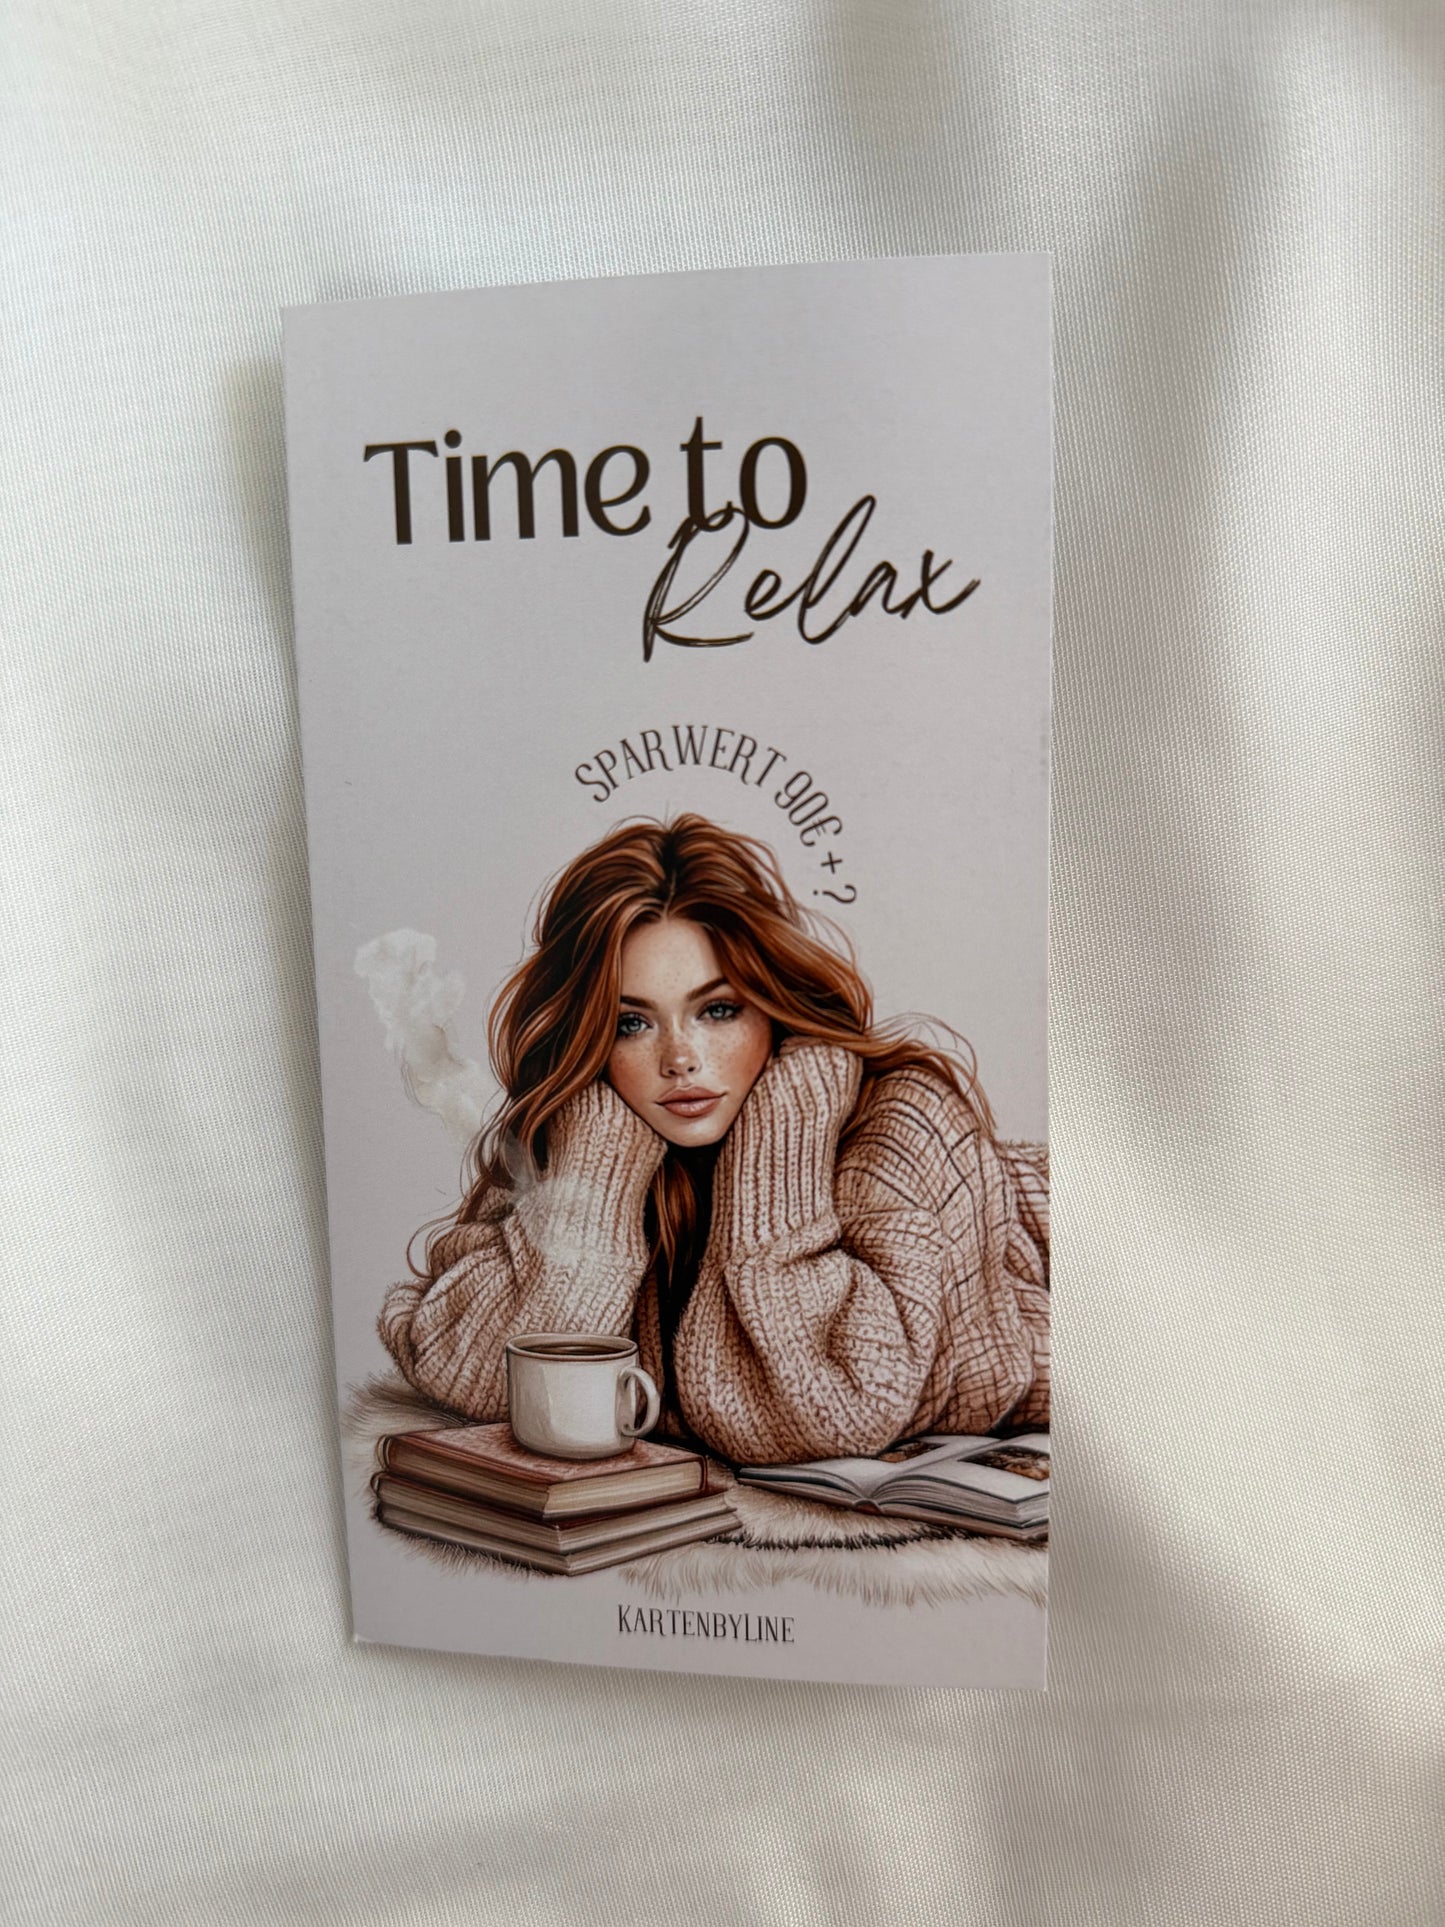 Time to
Relax
SPARWERT 90€ + ?
KARTENBYLINE